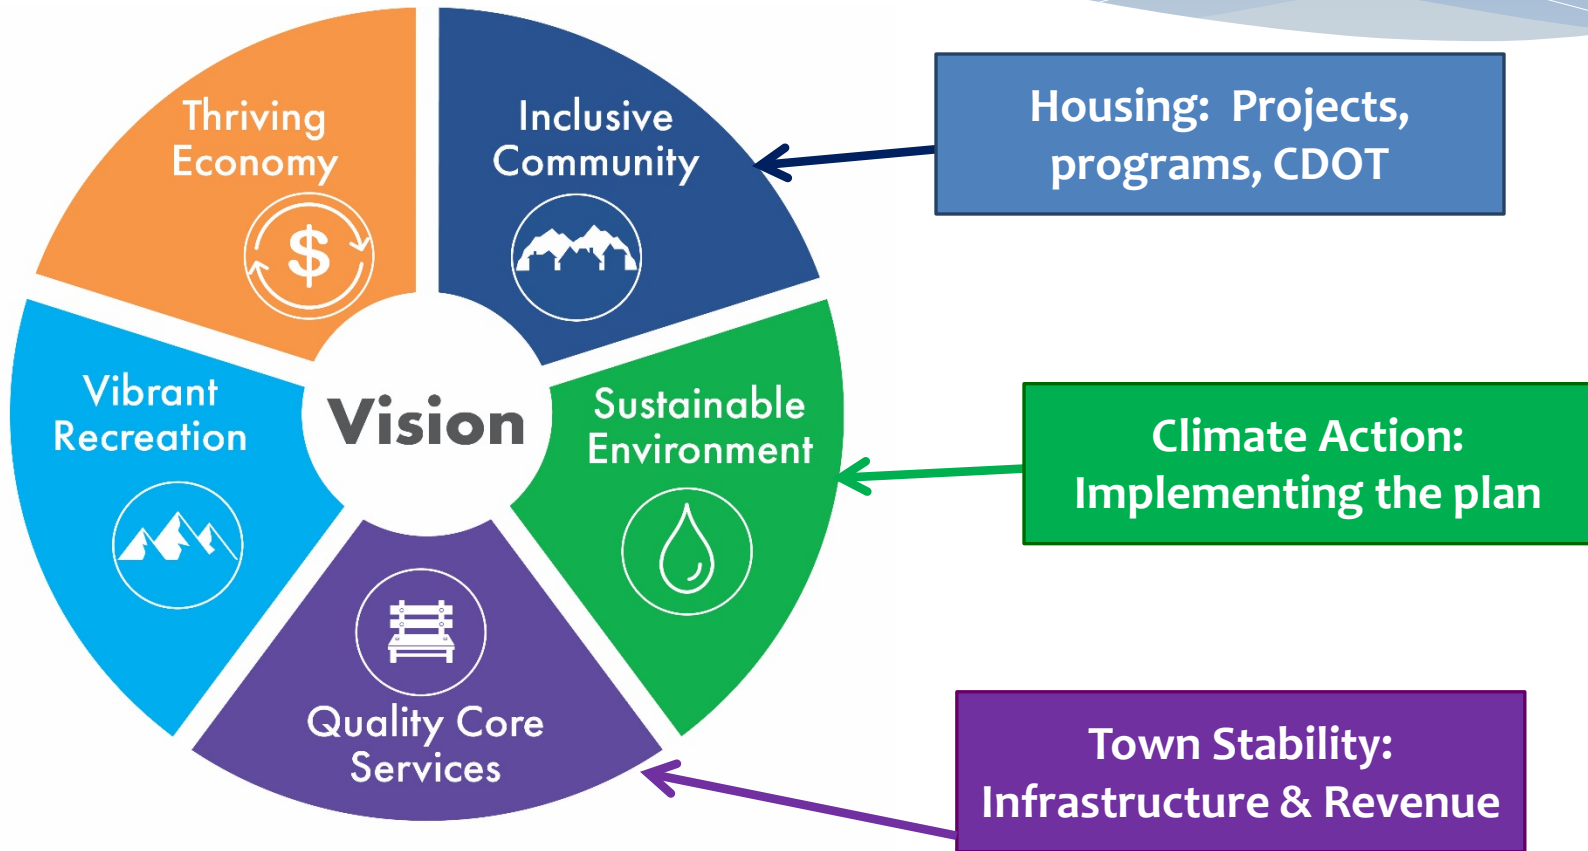 Thriving
Economy
$
Inclusive
Community
Housing:  Projects,
programs, CDOT
Vibrant
Recreation
Vision
Sustainable
Environment
Climate Action:
Implementing the plan
Quality Core
Services
Town Stability:
Infrastructure & Revenue